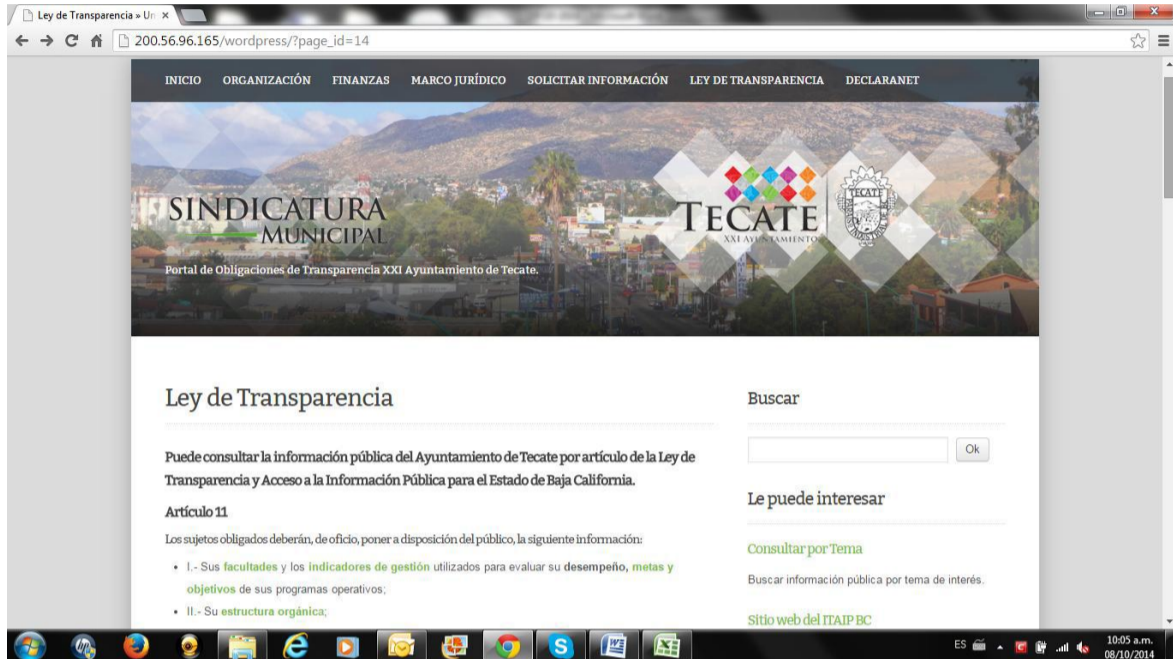 Ley de Transparencia » Un
200.56.96.165/wordpress/?page_id=14
INICIO ORGANIZACIÓN FINANZAS MARCO JURÍDICO SOLICITAR INFORMACIÓN LEY DE TRANSPARENCIA DECLARANET
SINDICATURA
MUNICIPAL
TECATE
XXI AYUNTAMIENTO
TECATE
Portal de Obligaciones de Transparencia XXI Ayuntamiento de Tecate.
Ley de Transparencia
Puede consultar la información pública del Ayuntamiento de Tecate por artículo de la Ley de
Transparencia y Acceso a la Información Pública para el Estado de Baja California.
Artículo 11
Los sujetos obligados deberán, de oficio, poner a disposición del público, la siguiente información:
I.- Sus facultades y los indicadores de gestión utilizados para evaluar su desempeño, metas y
objetivos de sus programas operativos;
II.- Su estructura orgánica;
Buscar
Ok
Le puede interesar
Consultar por Tema
Buscar información pública por tema de interés.
Sitio web del ITAIP BC
ES
10:05 a.m.
08/10/2014